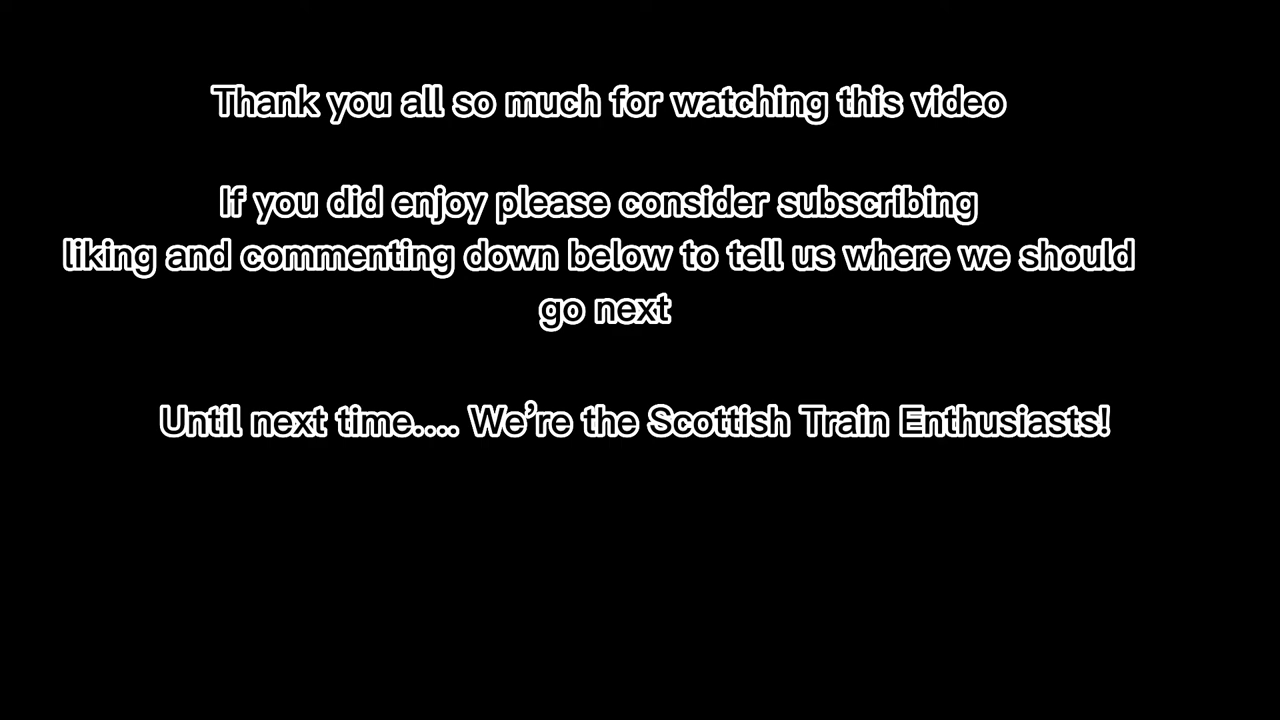 Thank you all so much for watching this video
If you did enjoy please consider subscribing
liking and commenting down below to tell us where we should
go next
Until next time.... We’re the Scottish Train Enthusiasts!